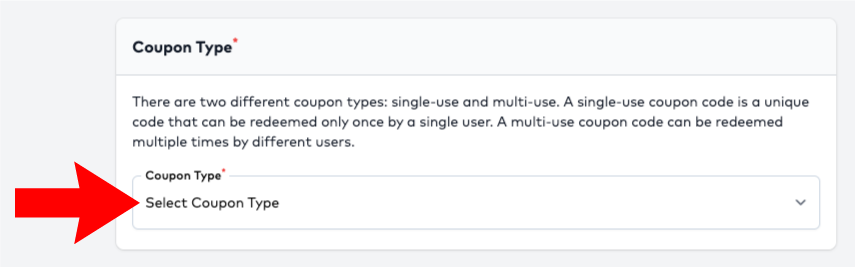 Coupon Type*
There are two different coupon types: single-use and multi-use. A single-use coupon code is a unique
code that can be redeemed only once by a single user. A multi-use coupon code can be redeemed
multiple times by different users.
Coupon Type*
Select Coupon Type